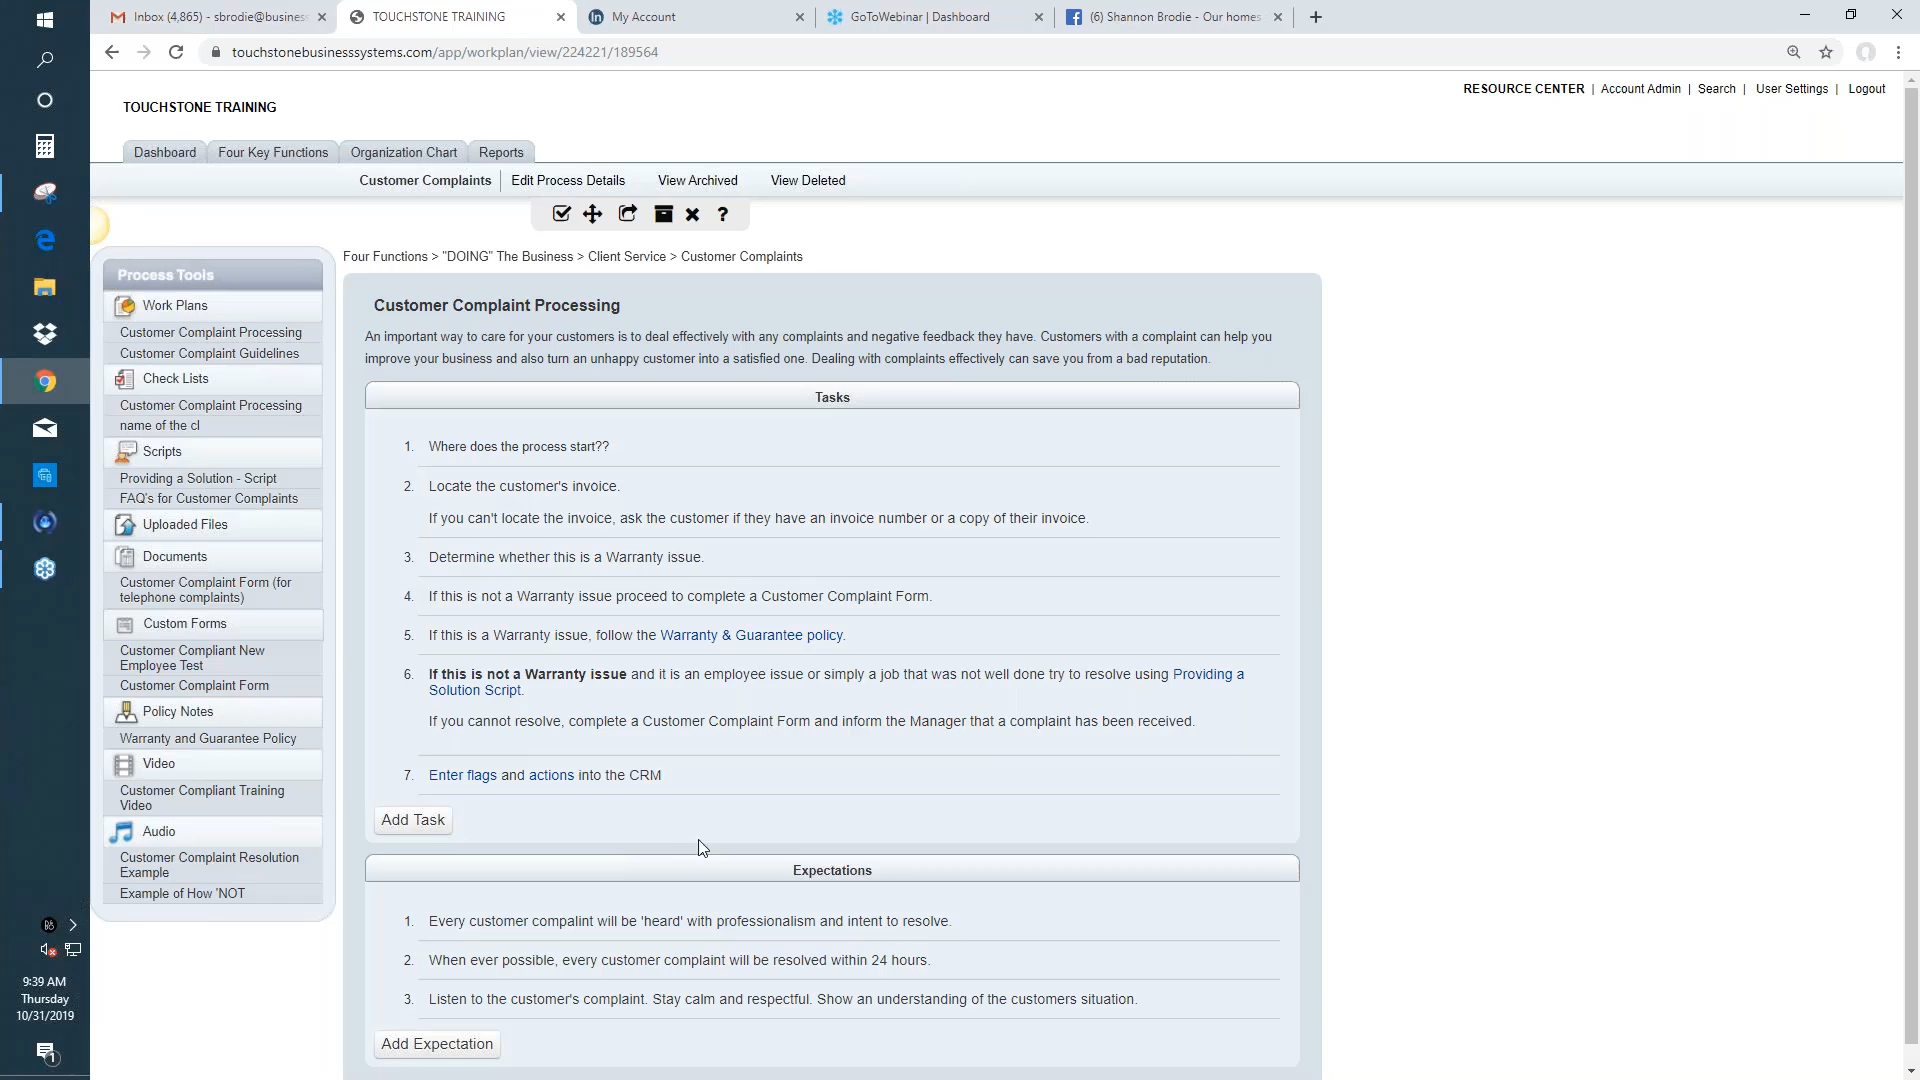 Inbox (4,865) - sbrodie@busines
TOUCHSTONE TRAINING
My Account
GoToWebinar | Dashboard
(6) Shannon Brodie - Our homes
touchstonebusinesssystems.com/app/workplan/view/224221/189564
RESOURCE CENTER | Account Admin | Search | User Settings | Logout
TOUCHSTONE TRAINING
Dashboard
Four Key Functions
Organization Chart
Reports
Customer Complaints
Edit Process Details
View Archived
View Deleted
?
Four Functions > "DOING" The Business > Client Service > Customer Complaints
Process Tools
Work Plans
Customer Complaint Processing
Customer Complaint Guidelines
Check Lists
Customer Complaint Processing
name of the cl
Scripts
Providing a Solution - Script
FAQ's for Customer Complaints
Uploaded Files
Documents
Customer Complaint Form (for
telephone complaints)
Custom Forms
Customer Compliant New
Employee Test
Customer Complaint Form
Policy Notes
Warranty and Guarantee Policy
Video
Customer Compliant Training
Video
Audio
Customer Complaint Resolution
Example
Example of How 'NOT
Customer Complaint Processing
An important way to care for your customers is to deal effectively with any complaints and negative feedback they have. Customers with a complaint can help you
improve your business and also turn an unhappy customer into a satisfied one. Dealing with complaints effectively can save you from a bad reputation.
Tasks
1. Where does the process start??
2. Locate the customer's invoice.
If you can't locate the invoice, ask the customer if they have an invoice number or a copy of their invoice.
3. Determine whether this is a Warranty issue.
4. If this is not a Warranty issue proceed to complete a Customer Complaint Form.
5. If this is a Warranty issue, follow the Warranty & Guarantee policy.
6. If this is not a Warranty issue and it is an employee issue or simply a job that was not well done try to resolve using Providing a
Solution Script.
If you cannot resolve, complete a Customer Complaint Form and inform the Manager that a complaint has been received.
7. Enter flags and actions into the CRM
Add Task
Expectations
1. Every customer compalint will be 'heard' with professionalism and intent to resolve.
2. When ever possible, every customer complaint will be resolved within 24 hours.
3. Listen to the customer's complaint. Stay calm and respectful. Show an understanding of the customers situation.
Add Expectation
9:39 AM
Thursday
10/31/2019
1